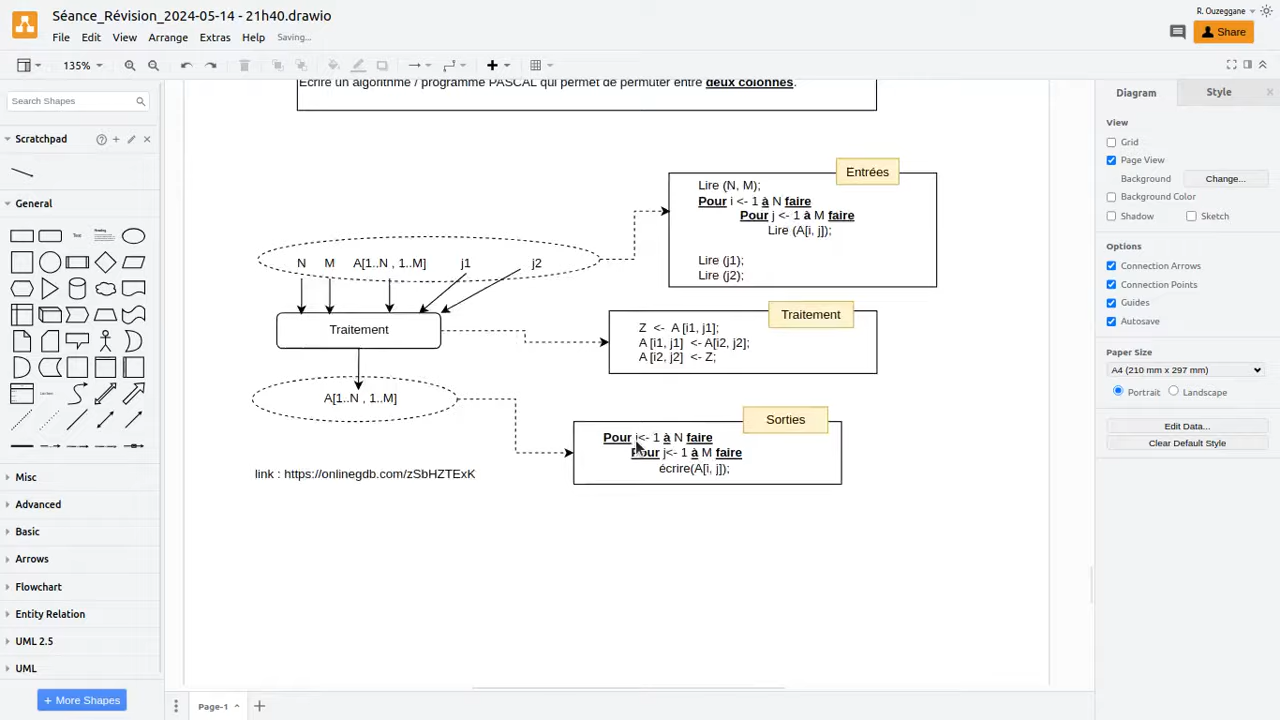 Séance_Révision_2024-05-14 - 21h40.drawio
R. Ouzeggane
File Edit View Arrange Extras Help Saving...
Share
135%
Search Shapes
Scratchpad
General
Text
Heading
List Item
Misc
Advanced
Basic
Arrows
Flowchart
Entity Relation
UML 2.5
UML
+ More Shapes
Ecrire un algorithme / programme PASCAL qui permet de permuter entre deux colonnes.
Entrées
Lire (N, M);
Pour i <- 1 à N faire
Pour j <- 1 à M faire
Lire (A[i, j]);
Lire (j1);
Lire (j2);
N M A[1..N , 1..M] j1 j2
Traitement
Traitement
Z <- A [i1, j1];
A [i1, j1] <- A[i2, j2];
A [i2, j2] <- Z;
A[1..N , 1..M]
Sorties
Pour i<- 1 à N faire
Pour j<- 1 à M faire
écrire(A[i, j]);
link : https://onlinegdb.com/zSbHZTExK
Page-1
Diagram Style
View
Grid
Page View
Background Change...
Background Color
Shadow Sketch
Options
Connection Arrows
Connection Points
Guides
Autosave
Paper Size
A4 (210 mm x 297 mm)
Portrait Landscape
Edit Data...
Clear Default Style